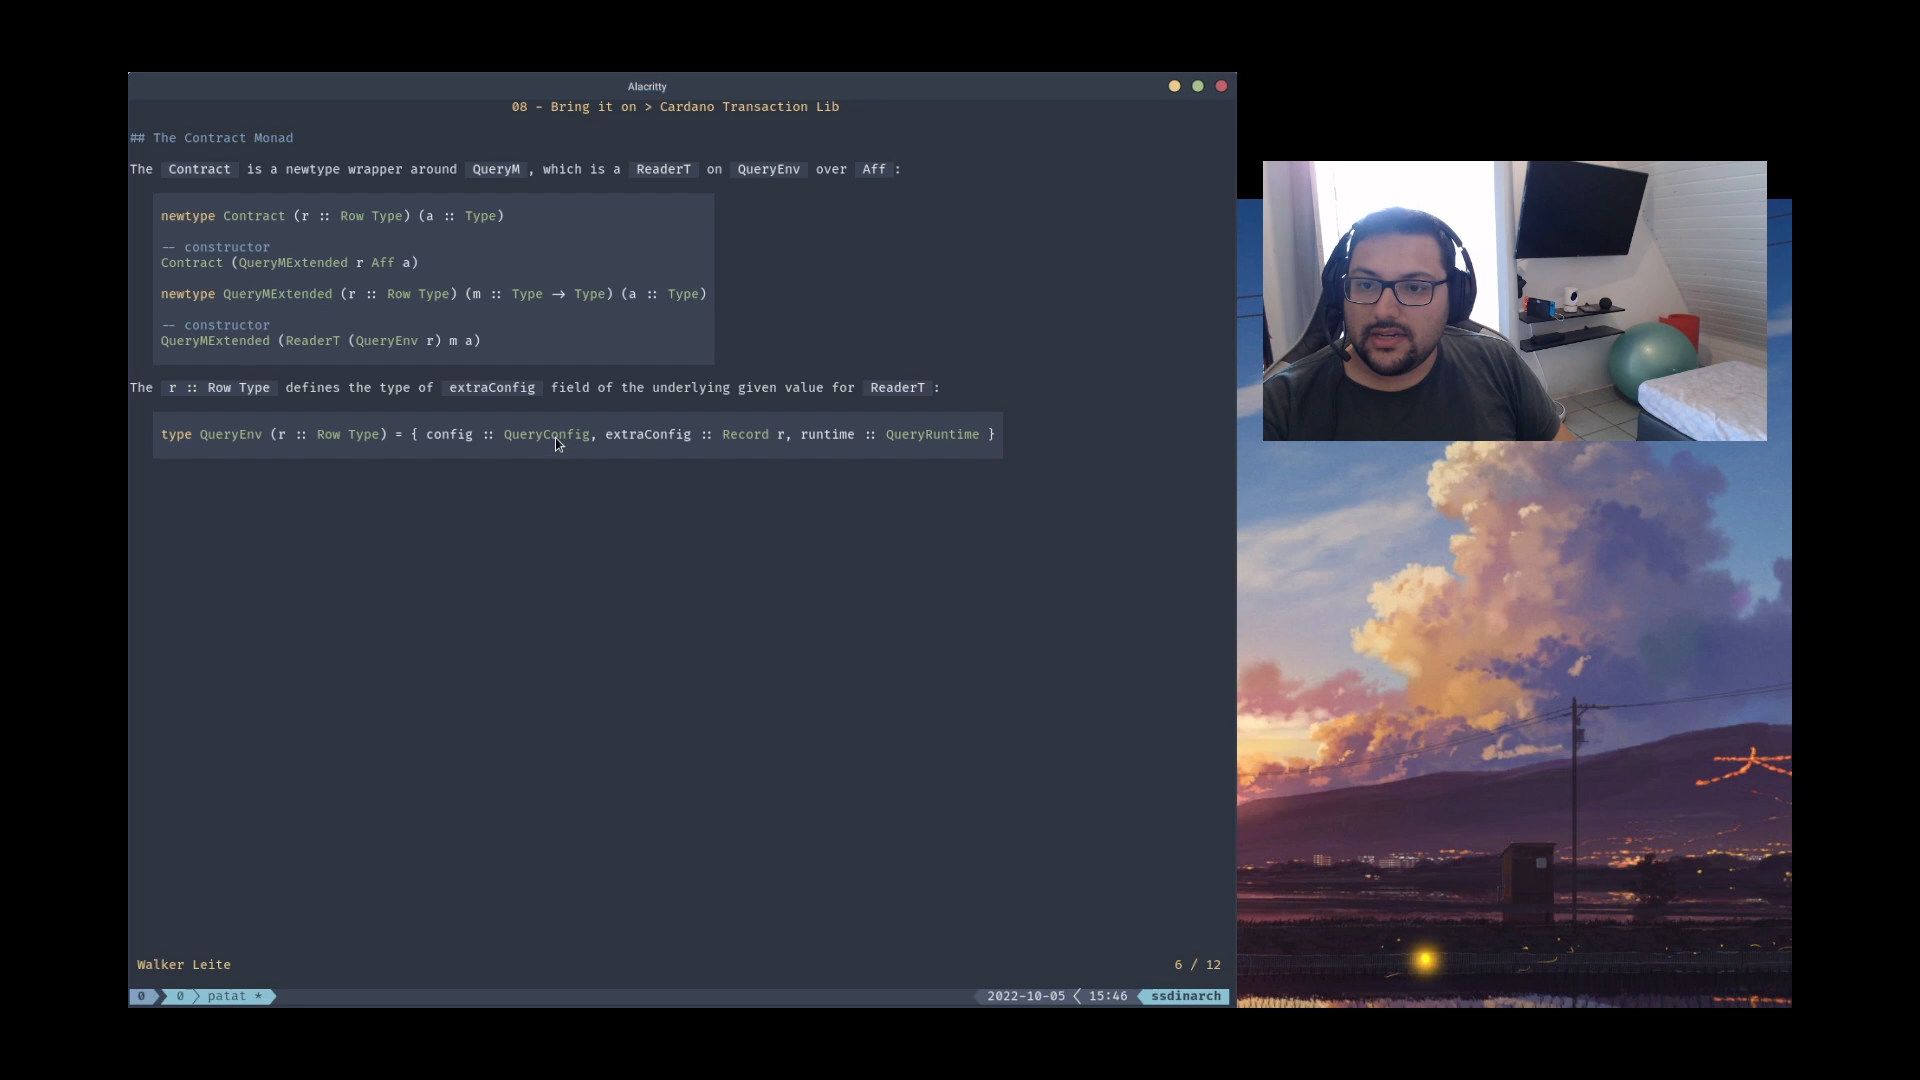 Alacritty
08 - Bring it on > Cardano Transaction Lib
## The Contract Monad
The Contract is a newtype wrapper around QueryM, which is a ReaderT on QueryEnv over Aff:
newtype Contract (r :: Row Type) (a :: Type)
-- constructor
Contract (QueryMExtended r Aff a)
newtype QueryMExtended (r :: Row Type) (m :: Type -> Type) (a :: Type)
-- constructor
QueryMExtended (ReaderT (QueryEnv r) m a)
The r :: Row Type defines the type of extraConfig field of the underlying given value for ReaderT:
type QueryEnv (r :: Row Type) = { config :: QueryConfig, extraConfig :: Record r, runtime :: QueryRuntime }
Walker Leite 6 / 12
0 0 patat * 2022-10-05 15:46 ssdinarch